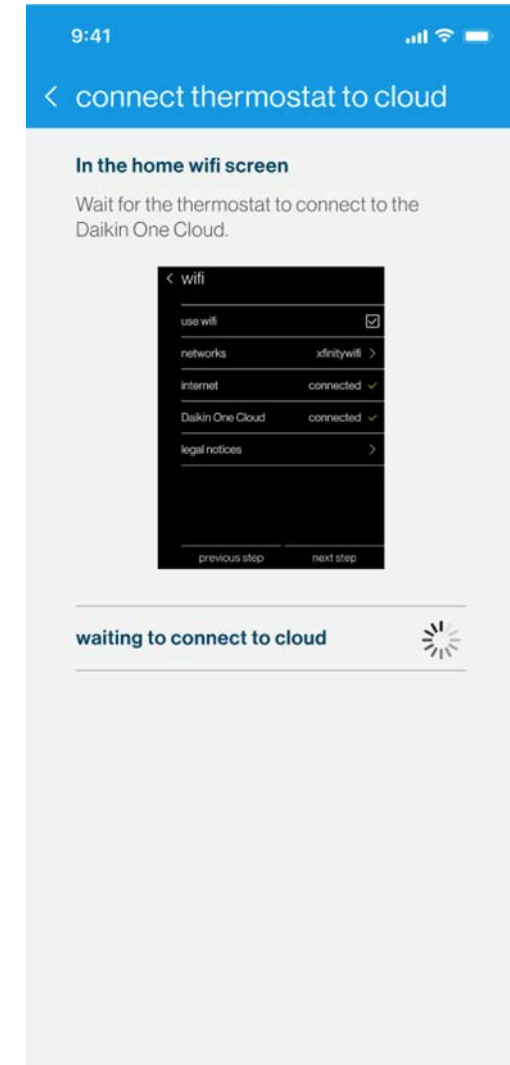 9:41
connect thermostat to cloud
In the home wifi screen
Wait for the thermostat to connect to the
Daikin One Cloud.
wifi
use wifi
networks xfinitywifi
internet connected
Daikin One Cloud connected
legal notices
previous step next step
waiting to connect to cloud